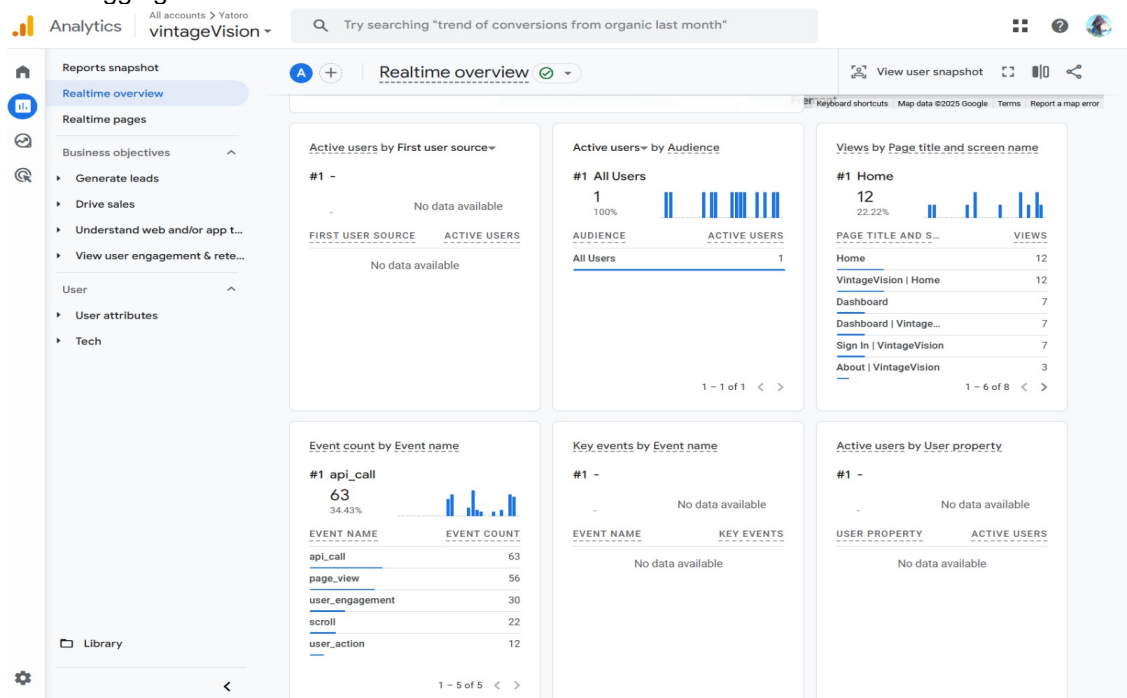 All accounts > Yatoro
Analytics
vintageVision
Try searching "trend of conversions from organic last month"
Reports snapshot
Realtime overview
Realtime pages
Business objectives
Generate leads
Drive sales
Understand web and/or app t...
View user engagement & rete...
User
User attributes
Tech
Library
A
Realtime overview
View user snapshot
Keyboard shortcuts Map data ©2025 Google Terms Report a map error
Active users by First user source
#1 -
-
No data available
FIRST USER SOURCE ACTIVE USERS
No data available
Active users by Audience
#1 All Users
1
100%
AUDIENCE ACTIVE USERS
All Users 1
1 – 1 of 1
Views by Page title and screen name
#1 Home
12
22.22%
PAGE TITLE AND S... VIEWS
Home 12
VintageVision | Home 12
Dashboard 7
Dashboard | Vintage... 7
Sign In | VintageVision 7
About | VintageVision 3
1 – 6 of 8
Event count by Event name
#1 api_call
63
34.43%
EVENT NAME EVENT COUNT
api_call 63
page_view 56
user_engagement 30
scroll 22
user_action 12
1 – 5 of 5
Key events by Event name
#1 -
-
No data available
EVENT NAME KEY EVENTS
No data available
Active users by User property
#1 -
-
No data available
USER PROPERTY ACTIVE USERS
No data available